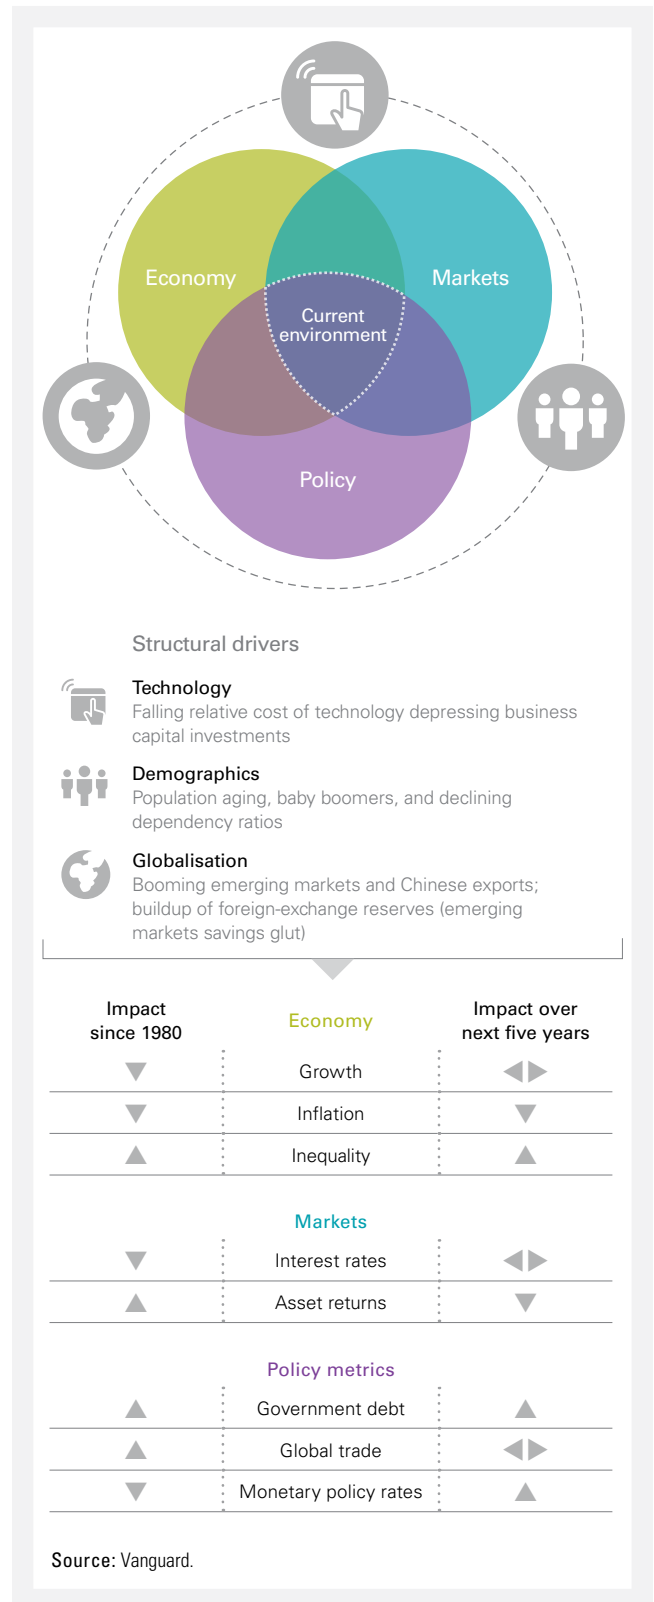 Economy
Markets
Current
environment
Policy
Structural drivers
Technology
Falling relative cost of technology depressing business
capital investments
Demographics
Population aging, baby boomers, and declining
dependency ratios
Globalisation
Booming emerging markets and Chinese exports;
buildup of foreign-exchange reserves (emerging
markets savings glut)
Impact
since 1980
Economy
Impact over
next five years
Growth
Inflation
Inequality
Markets
Interest rates
Asset returns
Policy metrics
Government debt
Global trade
Monetary policy rates
Source: Vanguard.